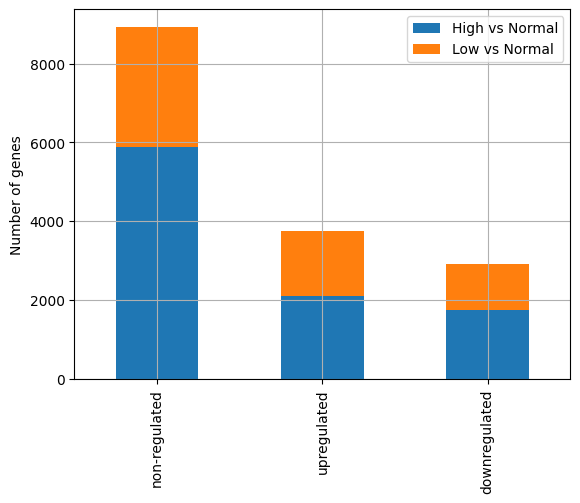 High vs Normal
Low vs Normal
Number of genes
8000
6000
4000
2000
0
non-regulated
upregulated
downregulated